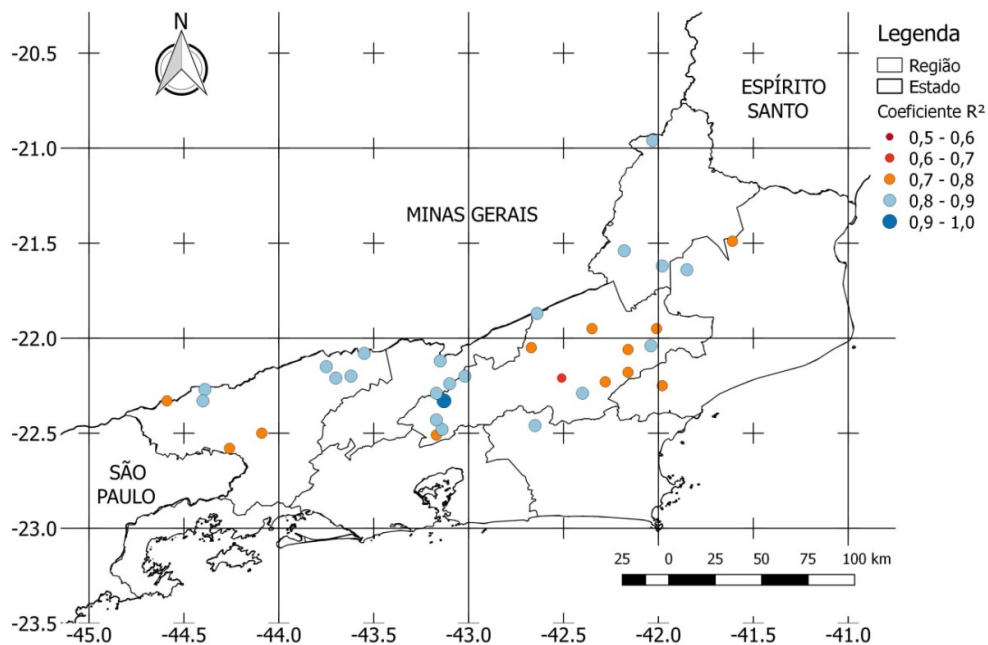 N
-20.5
-21.0
-21.5
-22.0
-22.5
-23.0
-23.5
ESPÍRITO
SANTO
MINAS GERAIS
SÃO
PAULO
Legenda
Região
Estado
Coeficiente R²
0,5 - 0,6
0,6 - 0,7
0,7 - 0,8
0,8 - 0,9
0,9 - 1,0
25 0 25 50 75 100 km
-45.0 -44.5 -44.0 -43.5 -43.0 -42.5 -42.0 -41.5 -41.0